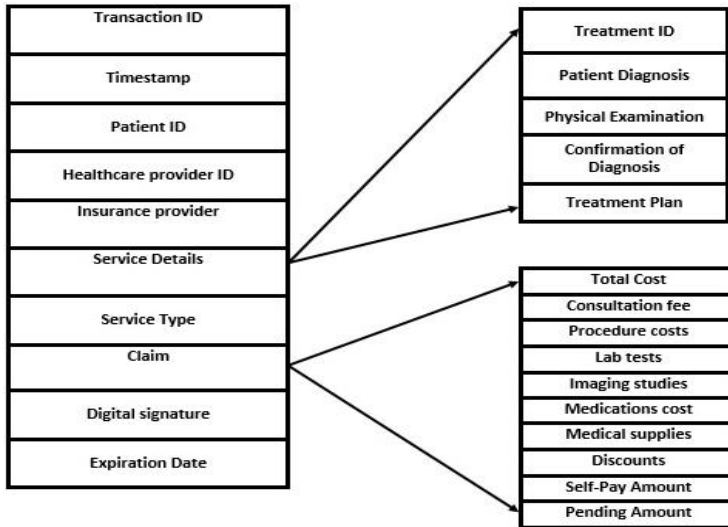 Transaction ID
Timestamp
Patient ID
Healthcare provider ID
Insurance provider
Service Details
Service Type
Claim
Digital signature
Expiration Date
Treatment ID
Patient Diagnosis
Physical Examination
Confirmation of
Diagnosis
Treatment Plan
Total Cost
Consultation fee
Procedure costs
Lab tests
Imaging studies
Medications cost
Medical supplies
Discounts
Self-Pay Amount
Pending Amount